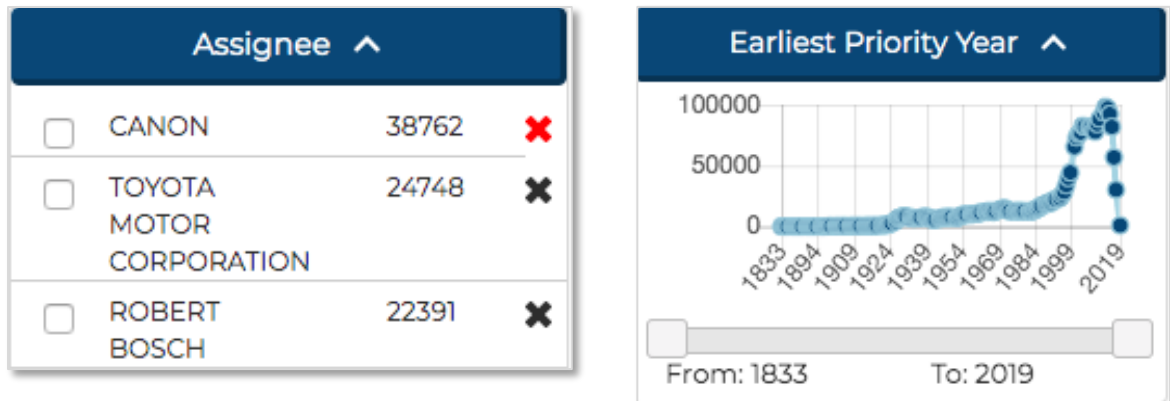 Assignee
CANON 38762
TOYOTA 24748
MOTOR
CORPORATION
ROBERT 22391
BOSCH
Earliest Priority Year
100000
50000
0
1833 1894 1909 1924 1939 1954 1969 1984 1999 2019
From: 1833 To: 2019